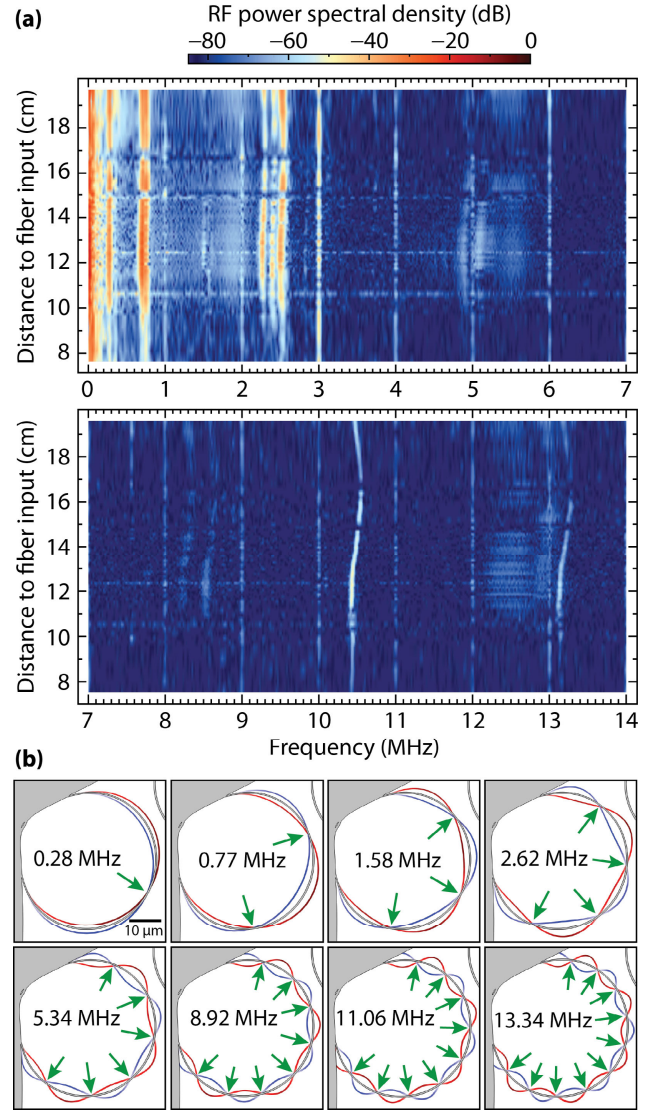 (a)
RF power spectral density (dB)
−80 −60 −40 −20 0
Distance to fiber input (cm)
18
16
14
12
10
8
0 1 2 3 4 5 6 7
Distance to fiber input (cm)
18
16
14
12
10
8
7 8 9 10 11 12 13 14
Frequency (MHz)
(b)
0.28 MHz 0.77 MHz 1.58 MHz 2.62 MHz
10 μm
5.34 MHz 8.92 MHz 11.06 MHz 13.34 MHz